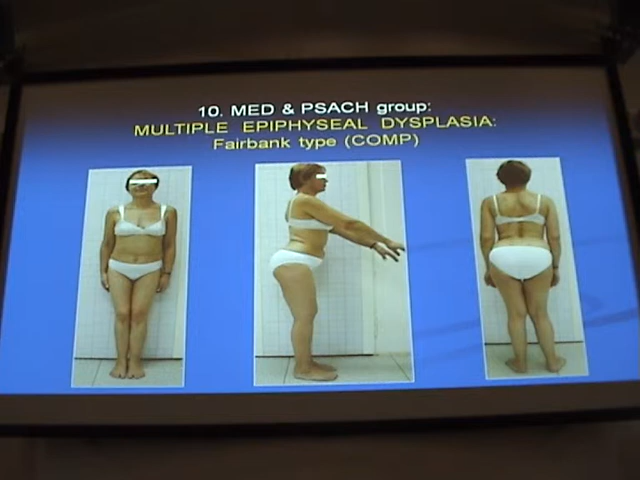 10. MED & PSACH group:
MULTIPLE EPIPHYSEAL DYSPLASIA:
Fairbank type (COMP)